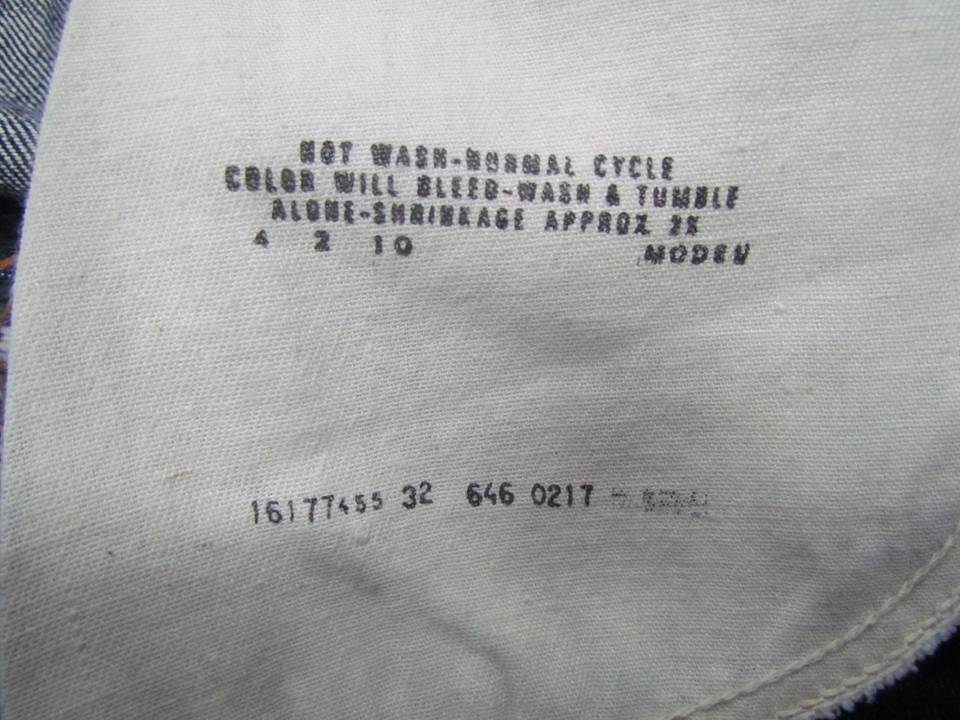 HOT WASH-NORMAL CYCLE
COLOR WILL BLEED-WASH & TUMBLE
ALONE-SHRINKAGE APPROX 2%
4 2 10 MODEU
16177455 32 646 0217